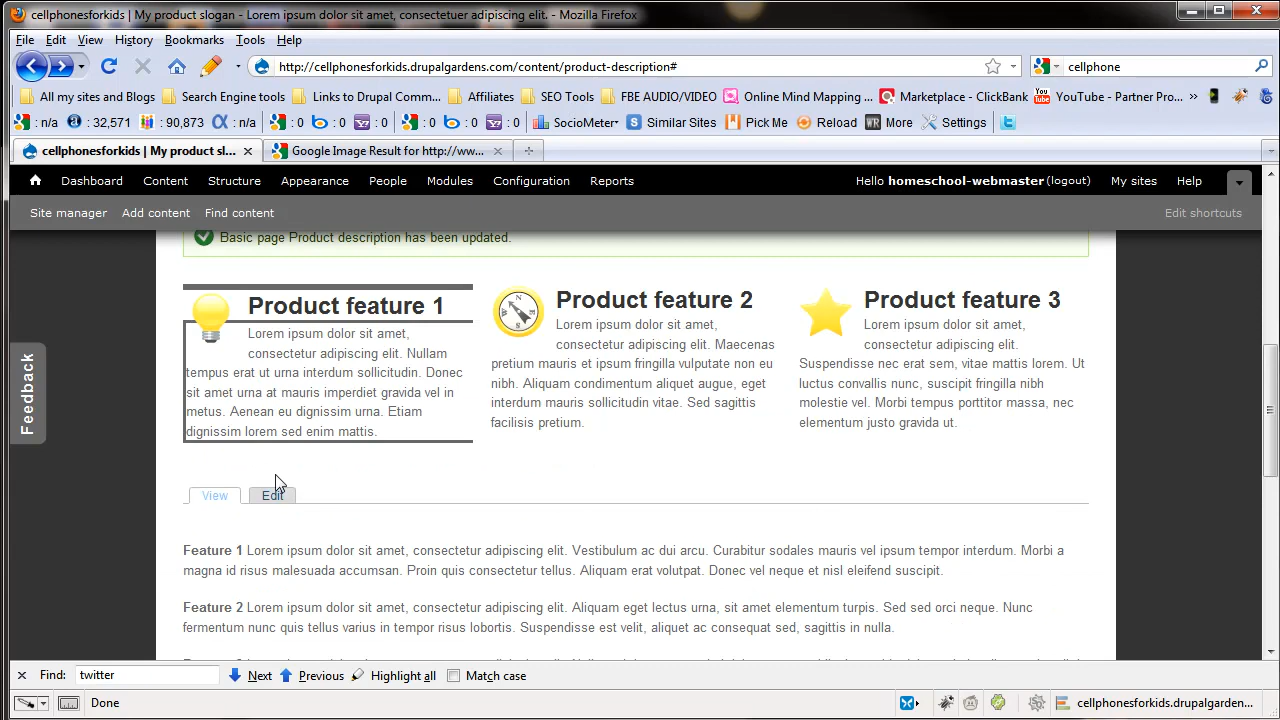 cellphonesforkids | My product slogan - Lorem ipsum dolor sit amet, consectetuer adipiscing elit. - Mozilla Firefox
File Edit View History Bookmarks Tools Help
http://cellphonesforkids.drupalgardens.com/content/product-description#
cellphone
All my sites and Blogs Search Engine tools Links to Drupal Comm... Affiliates SEO Tools FBE AUDIO/VIDEO Online Mind Mapping ... Marketplace - ClickBank YouTube - Partner Pro... »
: n/a : 32,571 : 90,873 : n/a : 0 : 0 : 0 : 0 : 0 : 0 SocioMeter Similar Sites Pick Me Reload More Settings
cellphonesforkids | My product sl... Google Image Result for http://ww...
Dashboard Content Structure Appearance People Modules Configuration Reports Hello homeschool-webmaster (logout) My sites Help
Site manager Add content Find content Edit shortcuts
Basic page Product description has been updated.
Product feature 1
Lorem ipsum dolor sit amet,
consectetur adipiscing elit. Nullam
tempus erat ut urna interdum sollicitudin. Donec
sit amet urna at mauris imperdiet gravida vel in
metus. Aenean eu dignissim urna. Etiam
dignissim lorem sed enim mattis.
Product feature 2
Lorem ipsum dolor sit amet,
consectetur adipiscing elit. Maecenas
pretium mauris et ipsum fringilla vulputate non eu
nibh. Aliquam condimentum aliquet augue, eget
interdum mauris sollicitudin vitae. Sed sagittis
facilisis pretium.
Product feature 3
Lorem ipsum dolor sit amet,
consectetur adipiscing elit.
Suspendisse nec erat sem, vitae mattis lorem. Ut
luctus convallis nunc, suscipit fringilla nibh
molestie vel. Morbi tempus porttitor massa, nec
elementum justo gravida ut.
Feedback
View Edit
Feature 1 Lorem ipsum dolor sit amet, consectetur adipiscing elit. Vestibulum ac dui arcu. Curabitur sodales mauris vel ipsum tempor interdum. Morbi a
magna id risus malesuada accumsan. Proin quis consectetur tellus. Aliquam erat volutpat. Donec vel neque et nisl eleifend suscipit.
Feature 2 Lorem ipsum dolor sit amet, consectetur adipiscing elit. Aliquam eget lectus urna, sit amet elementum turpis. Sed sed orci neque. Nunc
fermentum nunc quis tellus varius in tempor risus lobortis. Suspendisse est velit, aliquet ac consequat sed, sagittis in nulla.
Find: twitter Next Previous Highlight all Match case
Done cellphonesforkids.drupalgarden...